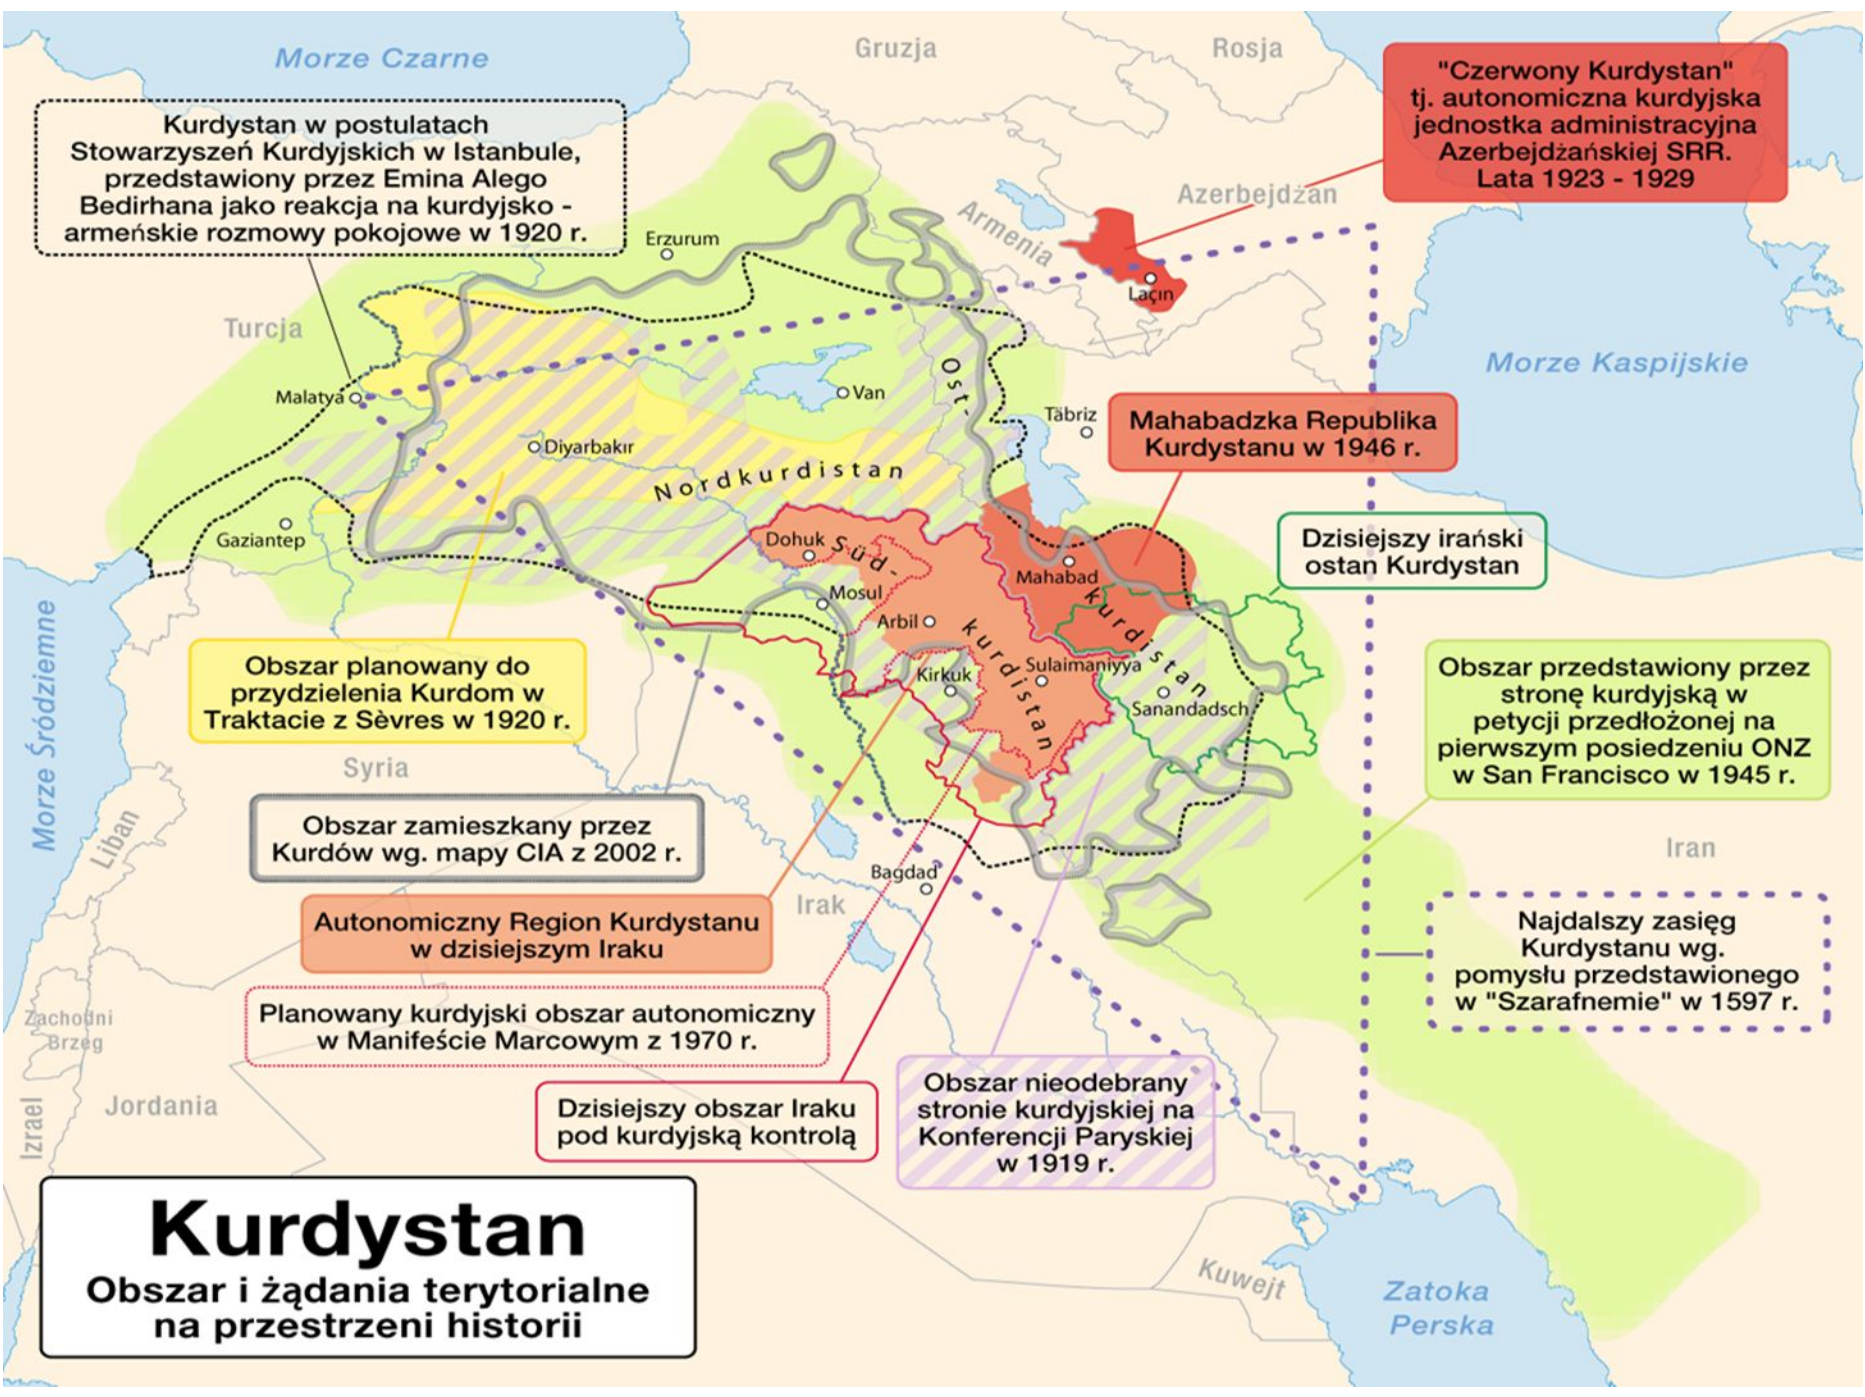 Morze Czarne
Gruzja
Rosja
"Czerwony Kurdystan"
tj. autonomiczna kurdyjska
jednostka administracyjna
Azerbejdżańskiej SRR.
Lata 1923 - 1929
Kurdystan w postulatach
Stowarzyszeń Kurdyjskich w Istanbule,
przedstawiony przez Emina Alego
Bedirhana jako reakcja na kurdyjsko -
armeńskie rozmowy pokojowe w 1920 r.
Azerbejdżan
Armenia
Erzurum
Laçın
Turcja
Morze Kaspijskie
Malatya
Van
Ost-
Täbriz
Mahabadzka Republika
Kurdystanu w 1946 r.
Diyarbakır
Nordkurdistan
Gaziantep
Dohuk
Süd-
Mahabad
kurdistan
Dzisiejszy irański
ostan Kurdystan
Mosul
Arbil
kurdistan
Kirkuk
Sulaimaniyya
Sanandadsch
Morze Śródziemne
Obszar planowany do
przydzielenia Kurdom w
Traktacie z Sèvres w 1920 r.
Obszar przedstawiony przez
stronę kurdyjską w
petycji przedłożonej na
pierwszym posiedzeniu ONZ
w San Francisco w 1945 r.
Syria
Liban
Obszar zamieszkany przez
Kurdów wg. mapy CIA z 2002 r.
Bagdad
Iran
Irak
Autonomiczny Region Kurdystanu
w dzisiejszym Iraku
Najdalszy zasięg
Kurdystanu wg.
pomysłu przedstawionego
w "Szarafnemie" w 1597 r.
Planowany kurdyjski obszar autonomiczny
w Manifeście Marcowym z 1970 r.
Zachodni
Brzeg
Dzisiejszy obszar Iraku
pod kurdyjską kontrolą
Obszar nieodebrany
stronie kurdyjskiej na
Konferencji Paryskiej
w 1919 r.
Izrael
Jordania
Kurdystan
Obszar i żądania terytorialne
na przestrzeni historii
Kuwejt
Zatoka
Perska